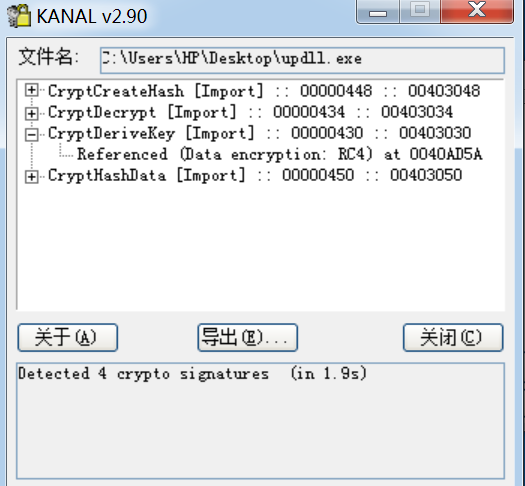 KANAL v2.90
文件名: C:\Users\HP\Desktop\updll.exe
CryptCreateHash [Import] :: 00000448 :: 00403048
CryptDecrypt [Import] :: 00000434 :: 00403034
CryptDeriveKey [Import] :: 00000430 :: 00403030
Referenced (Data encryption: RC4) at 0040AD5A
CryptHashData [Import] :: 00000450 :: 00403050
关于(A) 导出(E)... 关闭(C)
Detected 4 crypto signatures (in 1.9s)